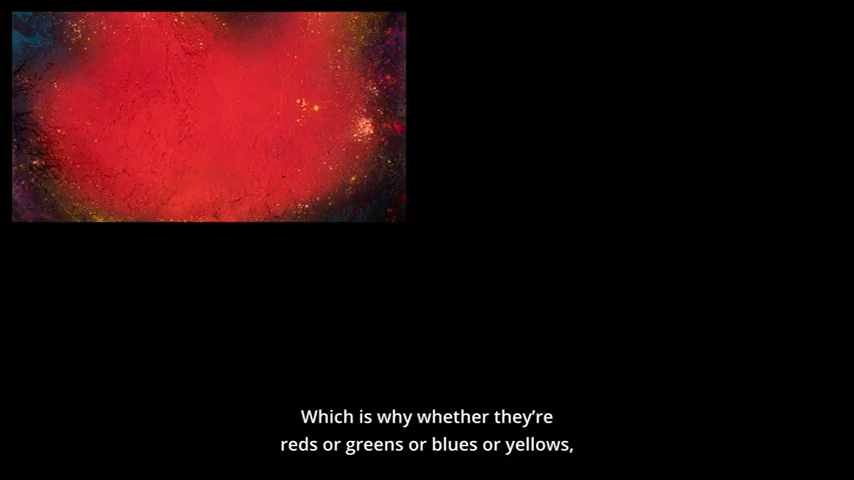 Which is why whether they’re
reds or greens or blues or yellows,